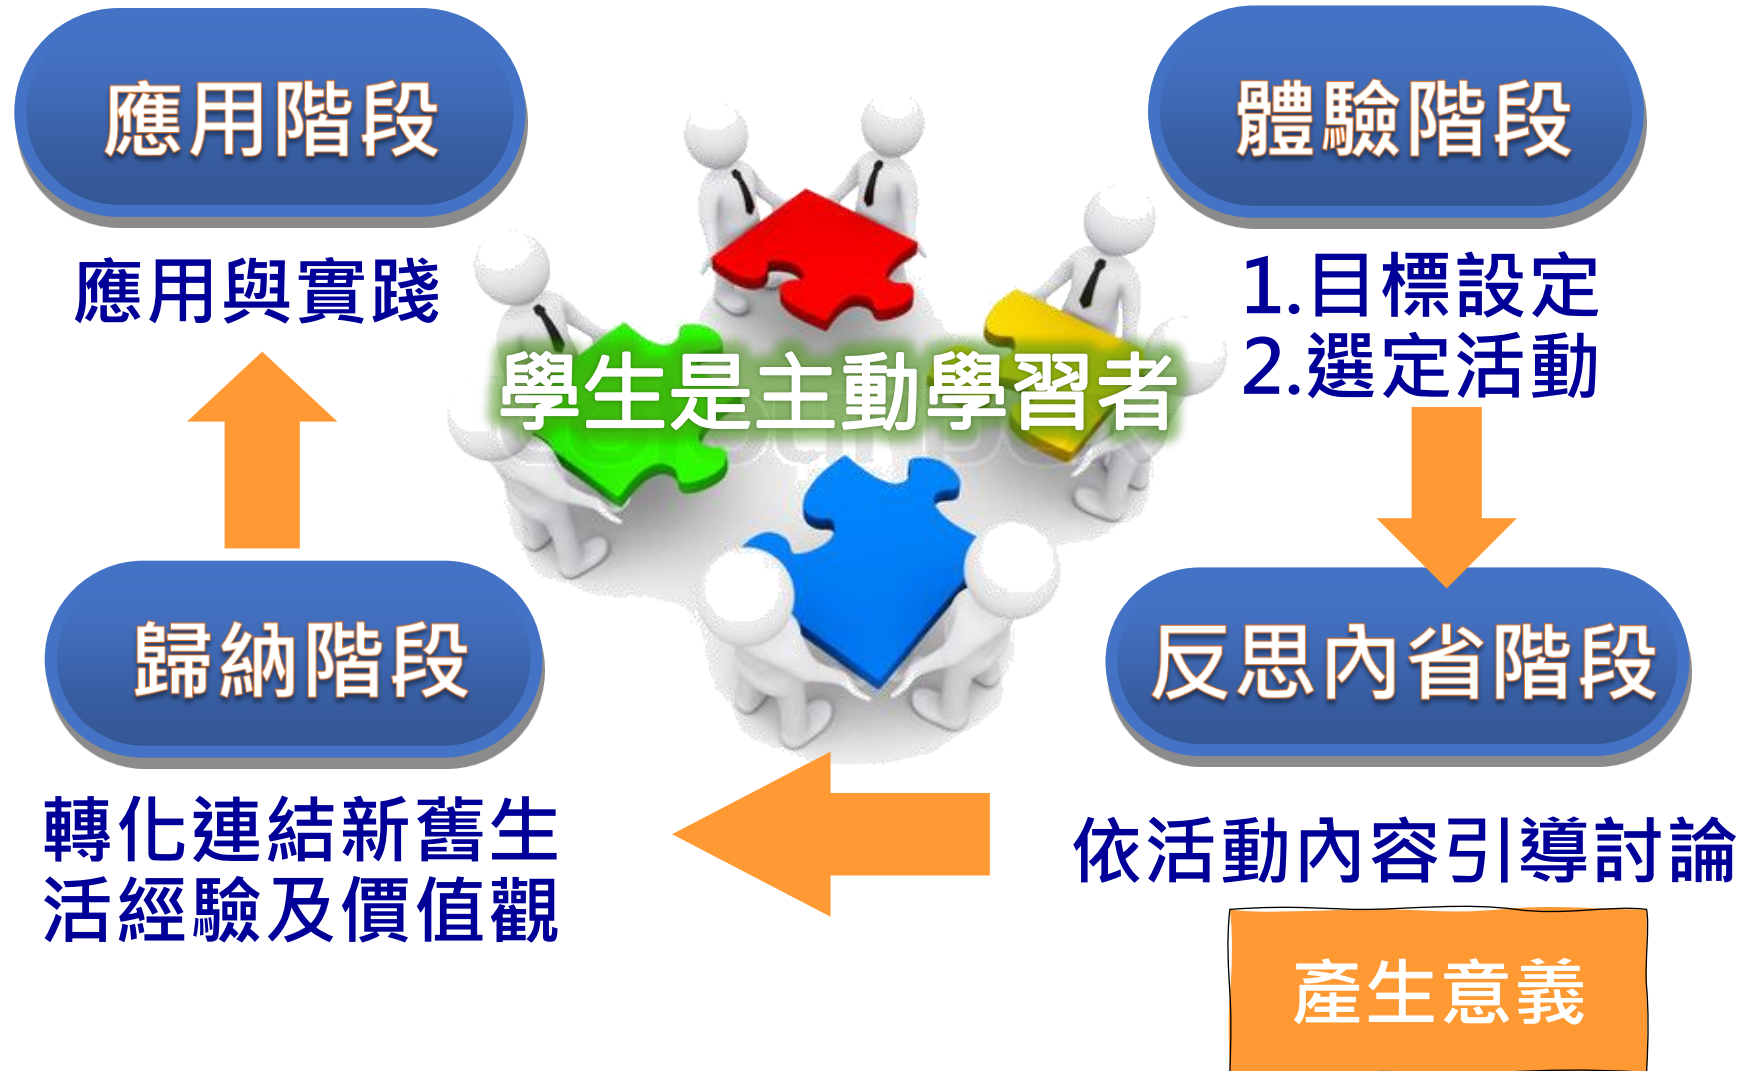 應用階段
體驗階段
應用與實踐
1.目標設定
2.選定活動
學生是主動學習者
歸納階段
反思內省階段
轉化連結新舊生
活經驗及價值觀
依活動內容引導討論
產生意義